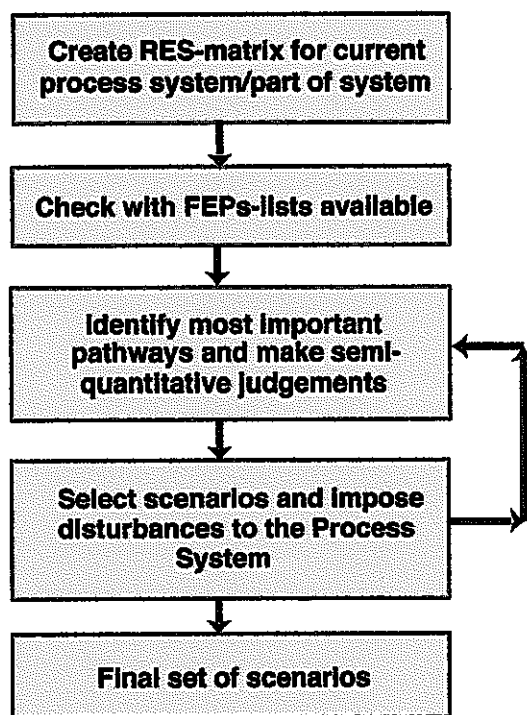 Create RES-matrix for current
process system/part of system
Check with FEPs-lists available
Identify most important
pathways and make semi-
quantitative judgements
Select scenarios and impose
disturbances to the Process
System
Final set of scenarios